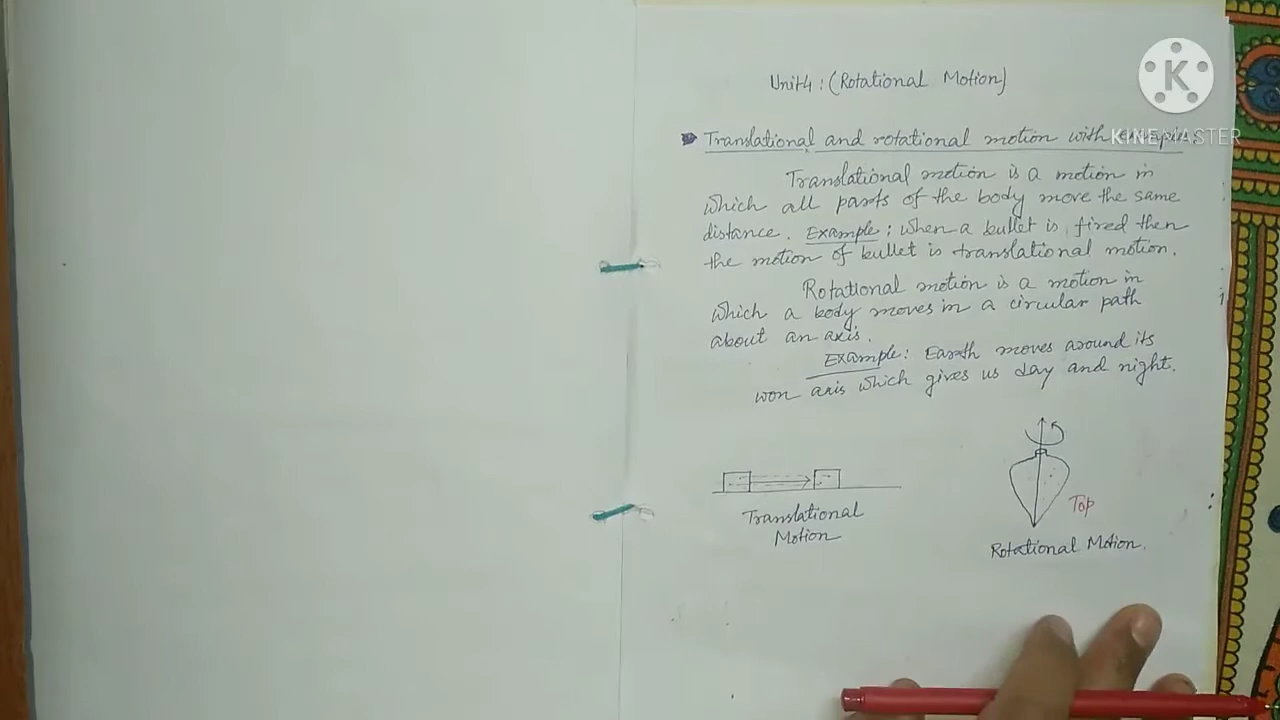 Unit4 : (Rotational Motion)
KINEMASTER
Translational and rotational motion with
Translational motion is a motion in
which all parts of the body move the same
distance. Example : when a bullet is fired then
the motion of bullet is translational motion.
Rotational motion is a motion in
which a body moves in a circular path
about an axis.
Example : Earth moves around its
won axis which gives us day and night.
Translational
Motion
Top
Rotational Motion.